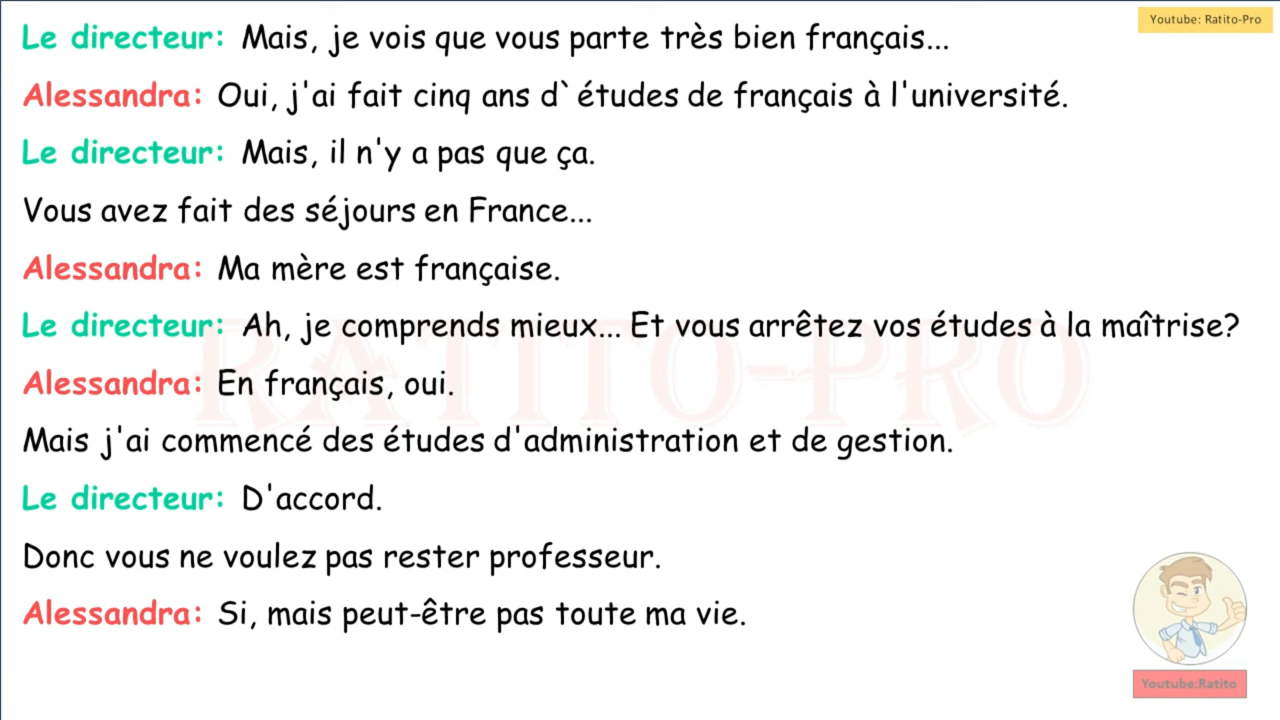 Youtube: Ratito-Pro
Le directeur: Mais, je vois que vous parte très bien français...
Alessandra: Oui, j'ai fait cinq ans d`études de français à l'université.
Le directeur: Mais, il n'y a pas que ça.
Vous avez fait des séjours en France...
Alessandra: Ma mère est française.
Le directeur: Ah, je comprends mieux... Et vous arrêtez vos études à la maîtrise?
RATITO-PRO
Alessandra: En français, oui.
Mais j'ai commencé des études d'administration et de gestion.
Le directeur: D'accord.
Donc vous ne voulez pas rester professeur.
Alessandra: Si, mais peut-être pas toute ma vie.
Youtube:Ratito